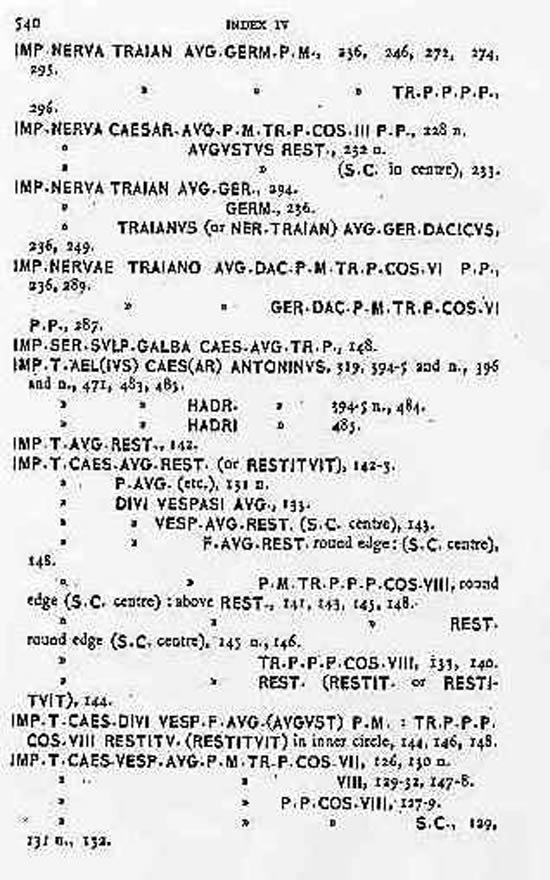 540 INDEX IV
IMP·NERVA TRAIAN AVG·GERM·P·M·, 236, 246, 272, 274,
295.
» » » TR·P·P·P·P·,
296.
IMP·NERVA CAESAR·AVG·P·M·TR·P·COS·III P·P·, 228 n.
» AVGVSTVS REST., 232 n.
» » (S.C. in centre), 233.
IMP·NERVA TRAIAN AVG·GER., 294.
» GERM., 236.
» TRAIANVS (or NER·TRAIAN) AVG·GER·DACICVS,
236, 249.
IMP·NERVAE TRAIANO AVG·DAC·P·M·TR·P·COS·VI P·P·,
236, 289.
» » GER·DAC·P·M·TR·P·COS·VI
P·P·, 287.
IMP·SER·SVLP·GALBA CAES·AVG·TR·P·, 148.
IMP·T·AEL(IVS) CAES(AR) ANTONINVS, 319, 394-5 and n., 396
and n., 471, 483, 485.
» » HADR· » 394-5 n., 484.
» » HADRI » 485.
IMP·T·AVG·REST·, 142.
IMP·T·CAES·AVG·REST· (or RESTITVIT), 142-3.
» P·AVG· (etc.), 131 n.
» DIVI VESPASI AVG·, 133.
» » VESP·AVG·REST. (S.C. centre), 143.
» » F·AVG·REST. round edge: (S.C. centre),
148.
» » P·M·TR·P·P·P·COS·VIII, round
edge (S.C. centre) : above REST., 141, 143, 145, 148.
» » » REST·
round edge (S.C. centre), 145 n., 146.
» TR·P·P·P·COS·VIII, 133, 140.
» » REST. (RESTIT· or RESTI-
TVIT), 144.
IMP·T·CAES·DIVI VESP·F·AVG·(AVGVST) P·M· : TR·P·P·P·
COS·VIII RESTITV· (RESTITVIT) in inner circle, 144, 146, 148.
IMP·T·CAES·VESP·AVG·P·M·TR·P·COS·VII, 126, 130 n.
» » VIII, 129-32, 147-8.
» » P·P·COS·VIII, 127-9.
» » » S.C., 129,
131 n., 132.